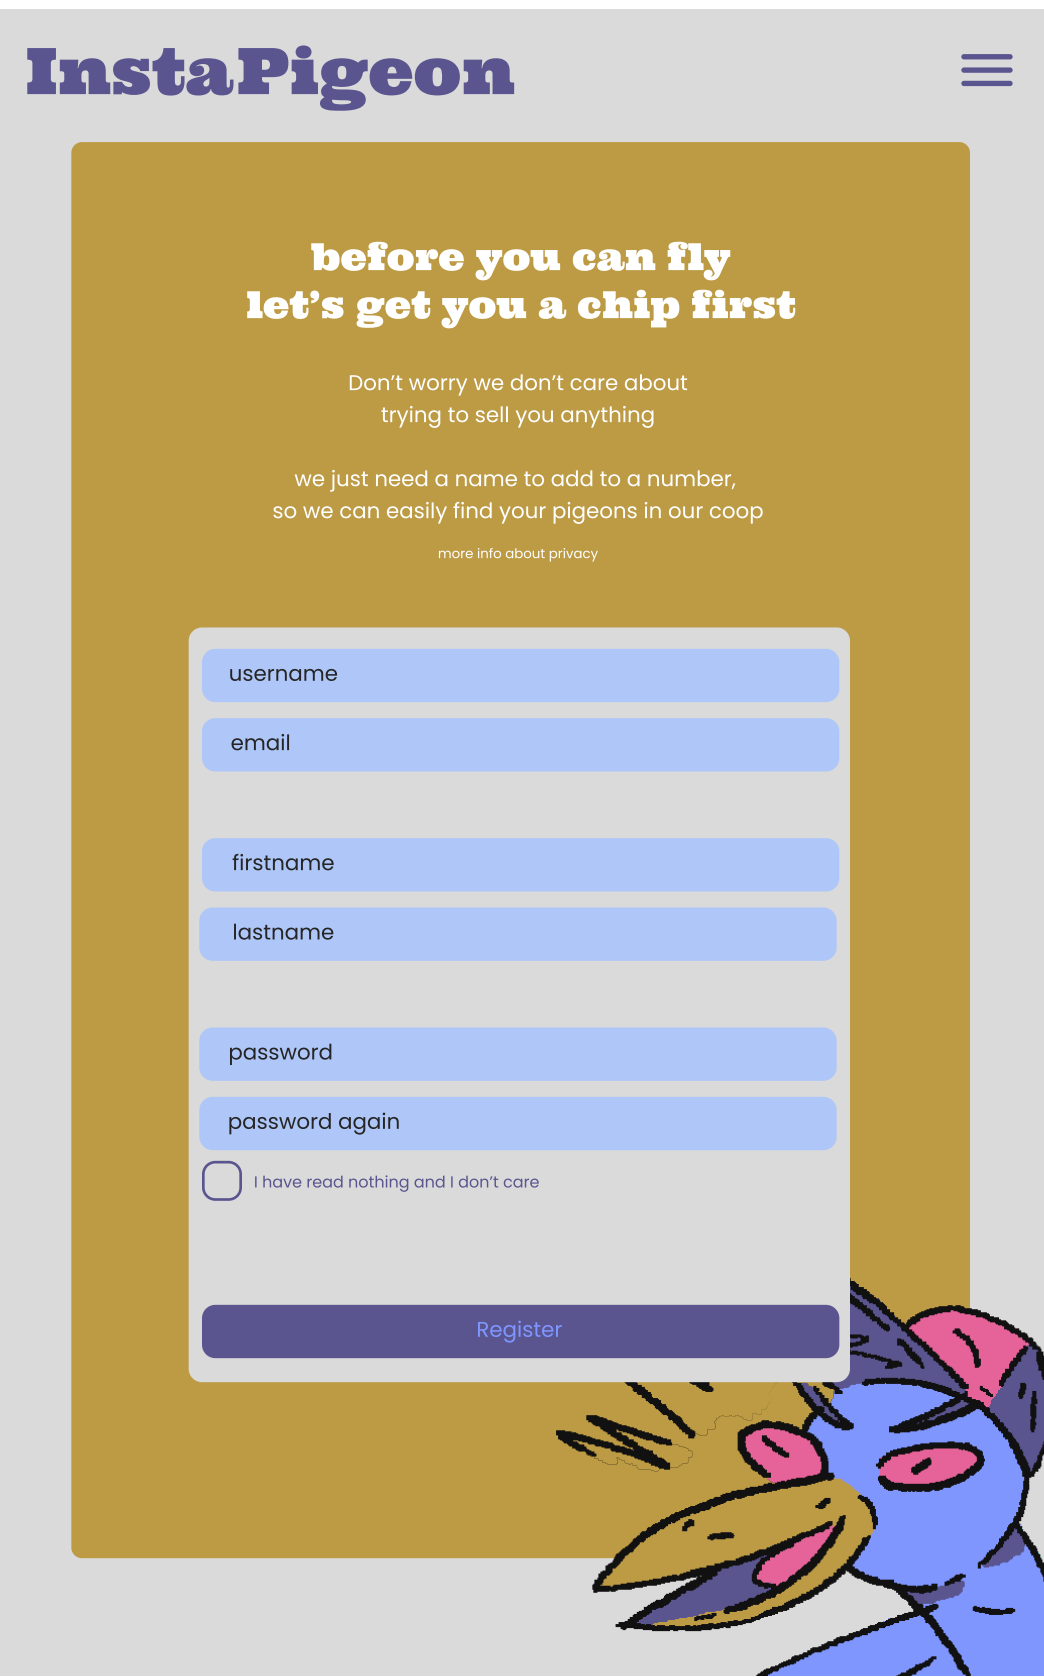 InstaPigeon
before you can fly
let's get you a chip first
Don't worry we don't care about
trying to sell you anything
we just need a name to add to a number,
so we can easily find your pigeons in our coop
more info about privacy
username
email
firstname
lastname
password
password again
I have read nothing and I don't care
Register